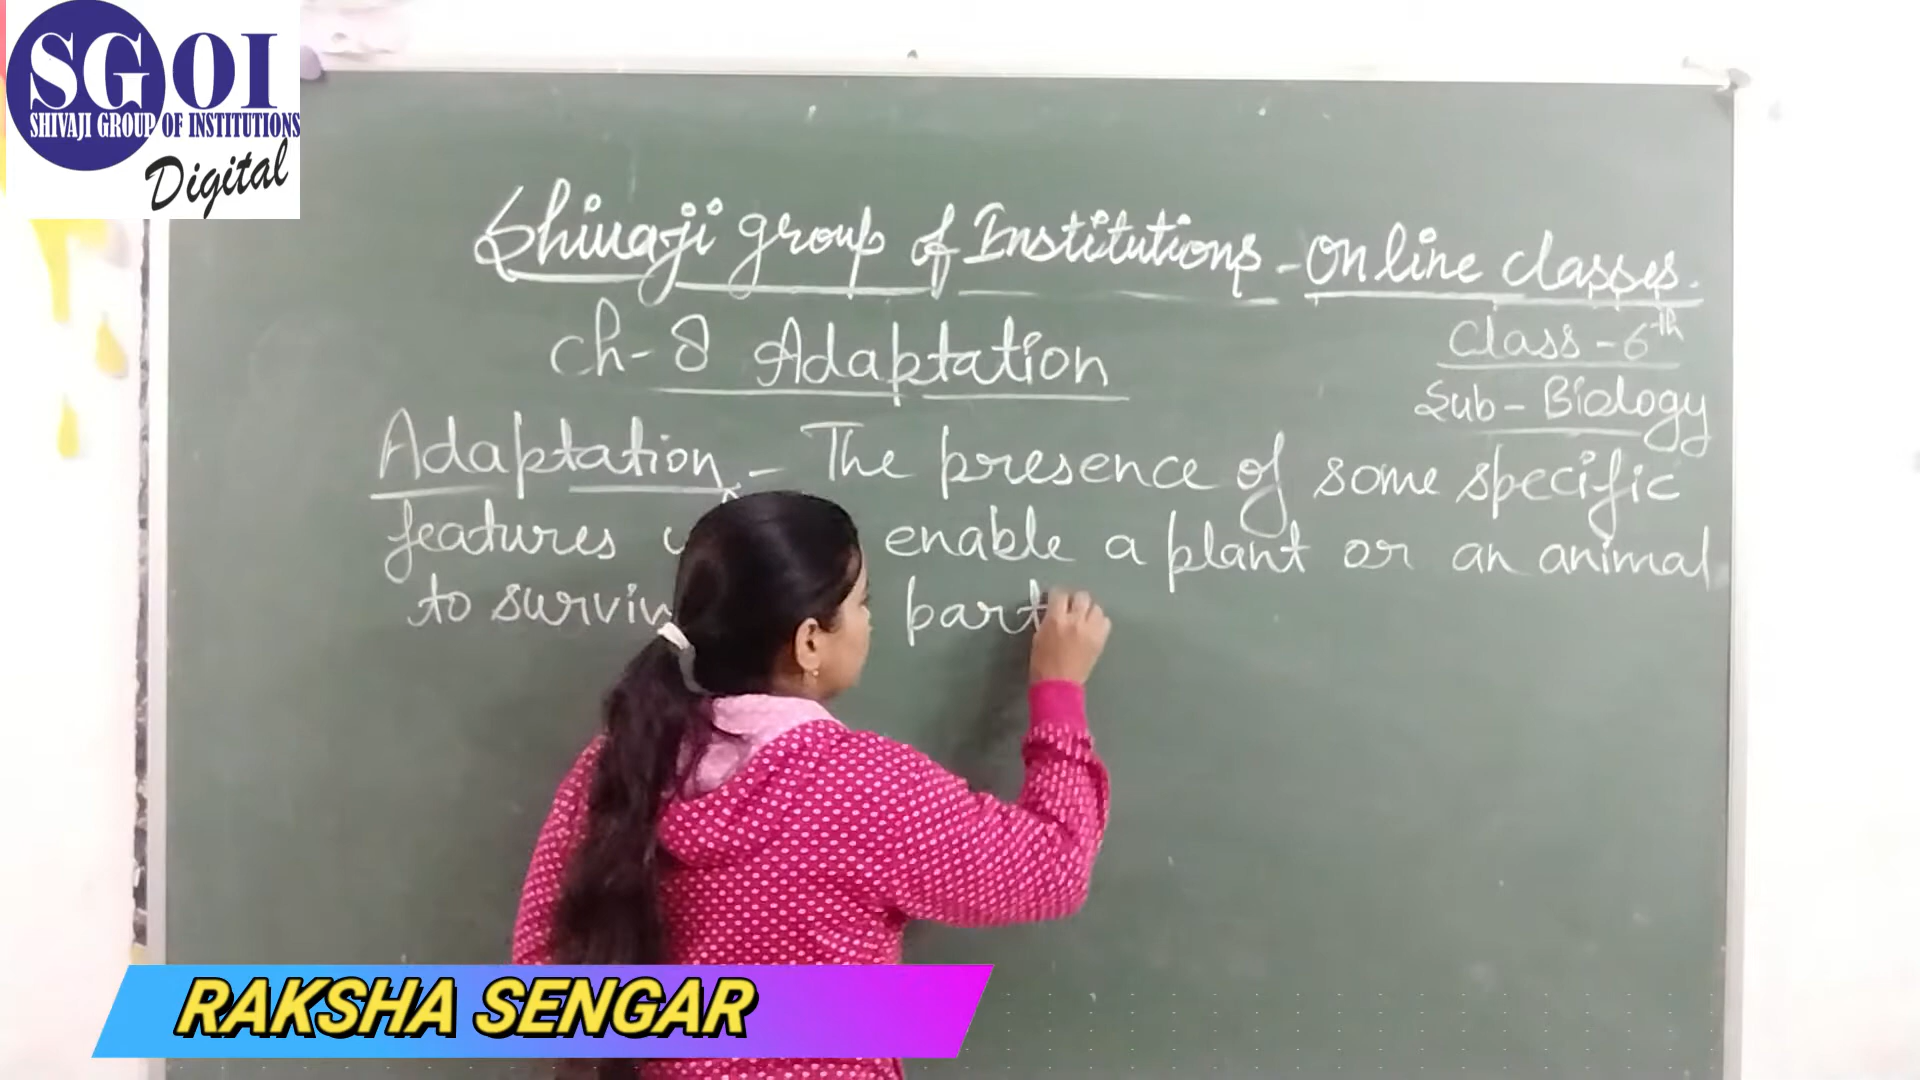 SGOI
SHIVAJI GROUP OF INSTITUTIONS
Digital
Shivaji group of Institutions - Online classes.
Ch-8 Adaptation
Class-6th
Sub-Biology
Adaptation - The presence of some specific
features enable a plant or an animal
to part
RAKSHA SENGAR